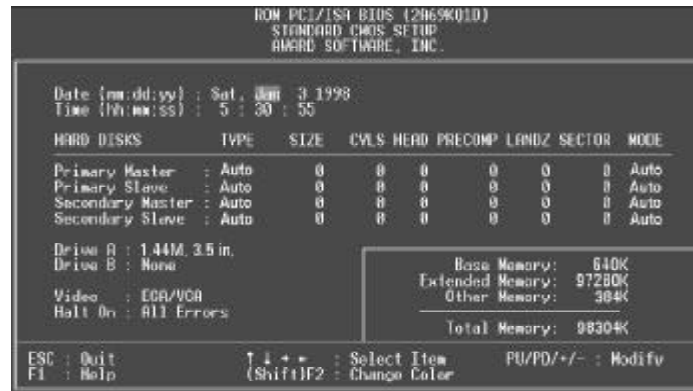 ROM PCI/ISA BIOS (2A69K01D)
STANDARD CMOS SETUP
AWARD SOFTWARE, INC.
Date (mm:dd:yy) : Sat, Jan 3 1998
Time (hh:mm:ss) : 5 : 30 : 55
HARD DISKS TYPE SIZE CYLS HEAD PRECOMP LANDZ SECTOR MODE
Primary Master : Auto 0 0 0 0 0 0 Auto
Primary Slave : Auto 0 0 0 0 0 0 Auto
Secondary Master : Auto 0 0 0 0 0 0 Auto
Secondary Slave : Auto 0 0 0 0 0 0 Auto
Drive A : 1.44M, 3.5 in.
Drive B : None
Video : EGA/VGA
Halt On : All Errors
Base Memory: 640K
Extended Memory: 97280K
Other Memory: 384K
Total Memory: 98304K
ESC : Quit ↑ ↓ → ← : Select Item PU/PD/+/- : Modify
F1 : Help (Shift)F2 : Change Color